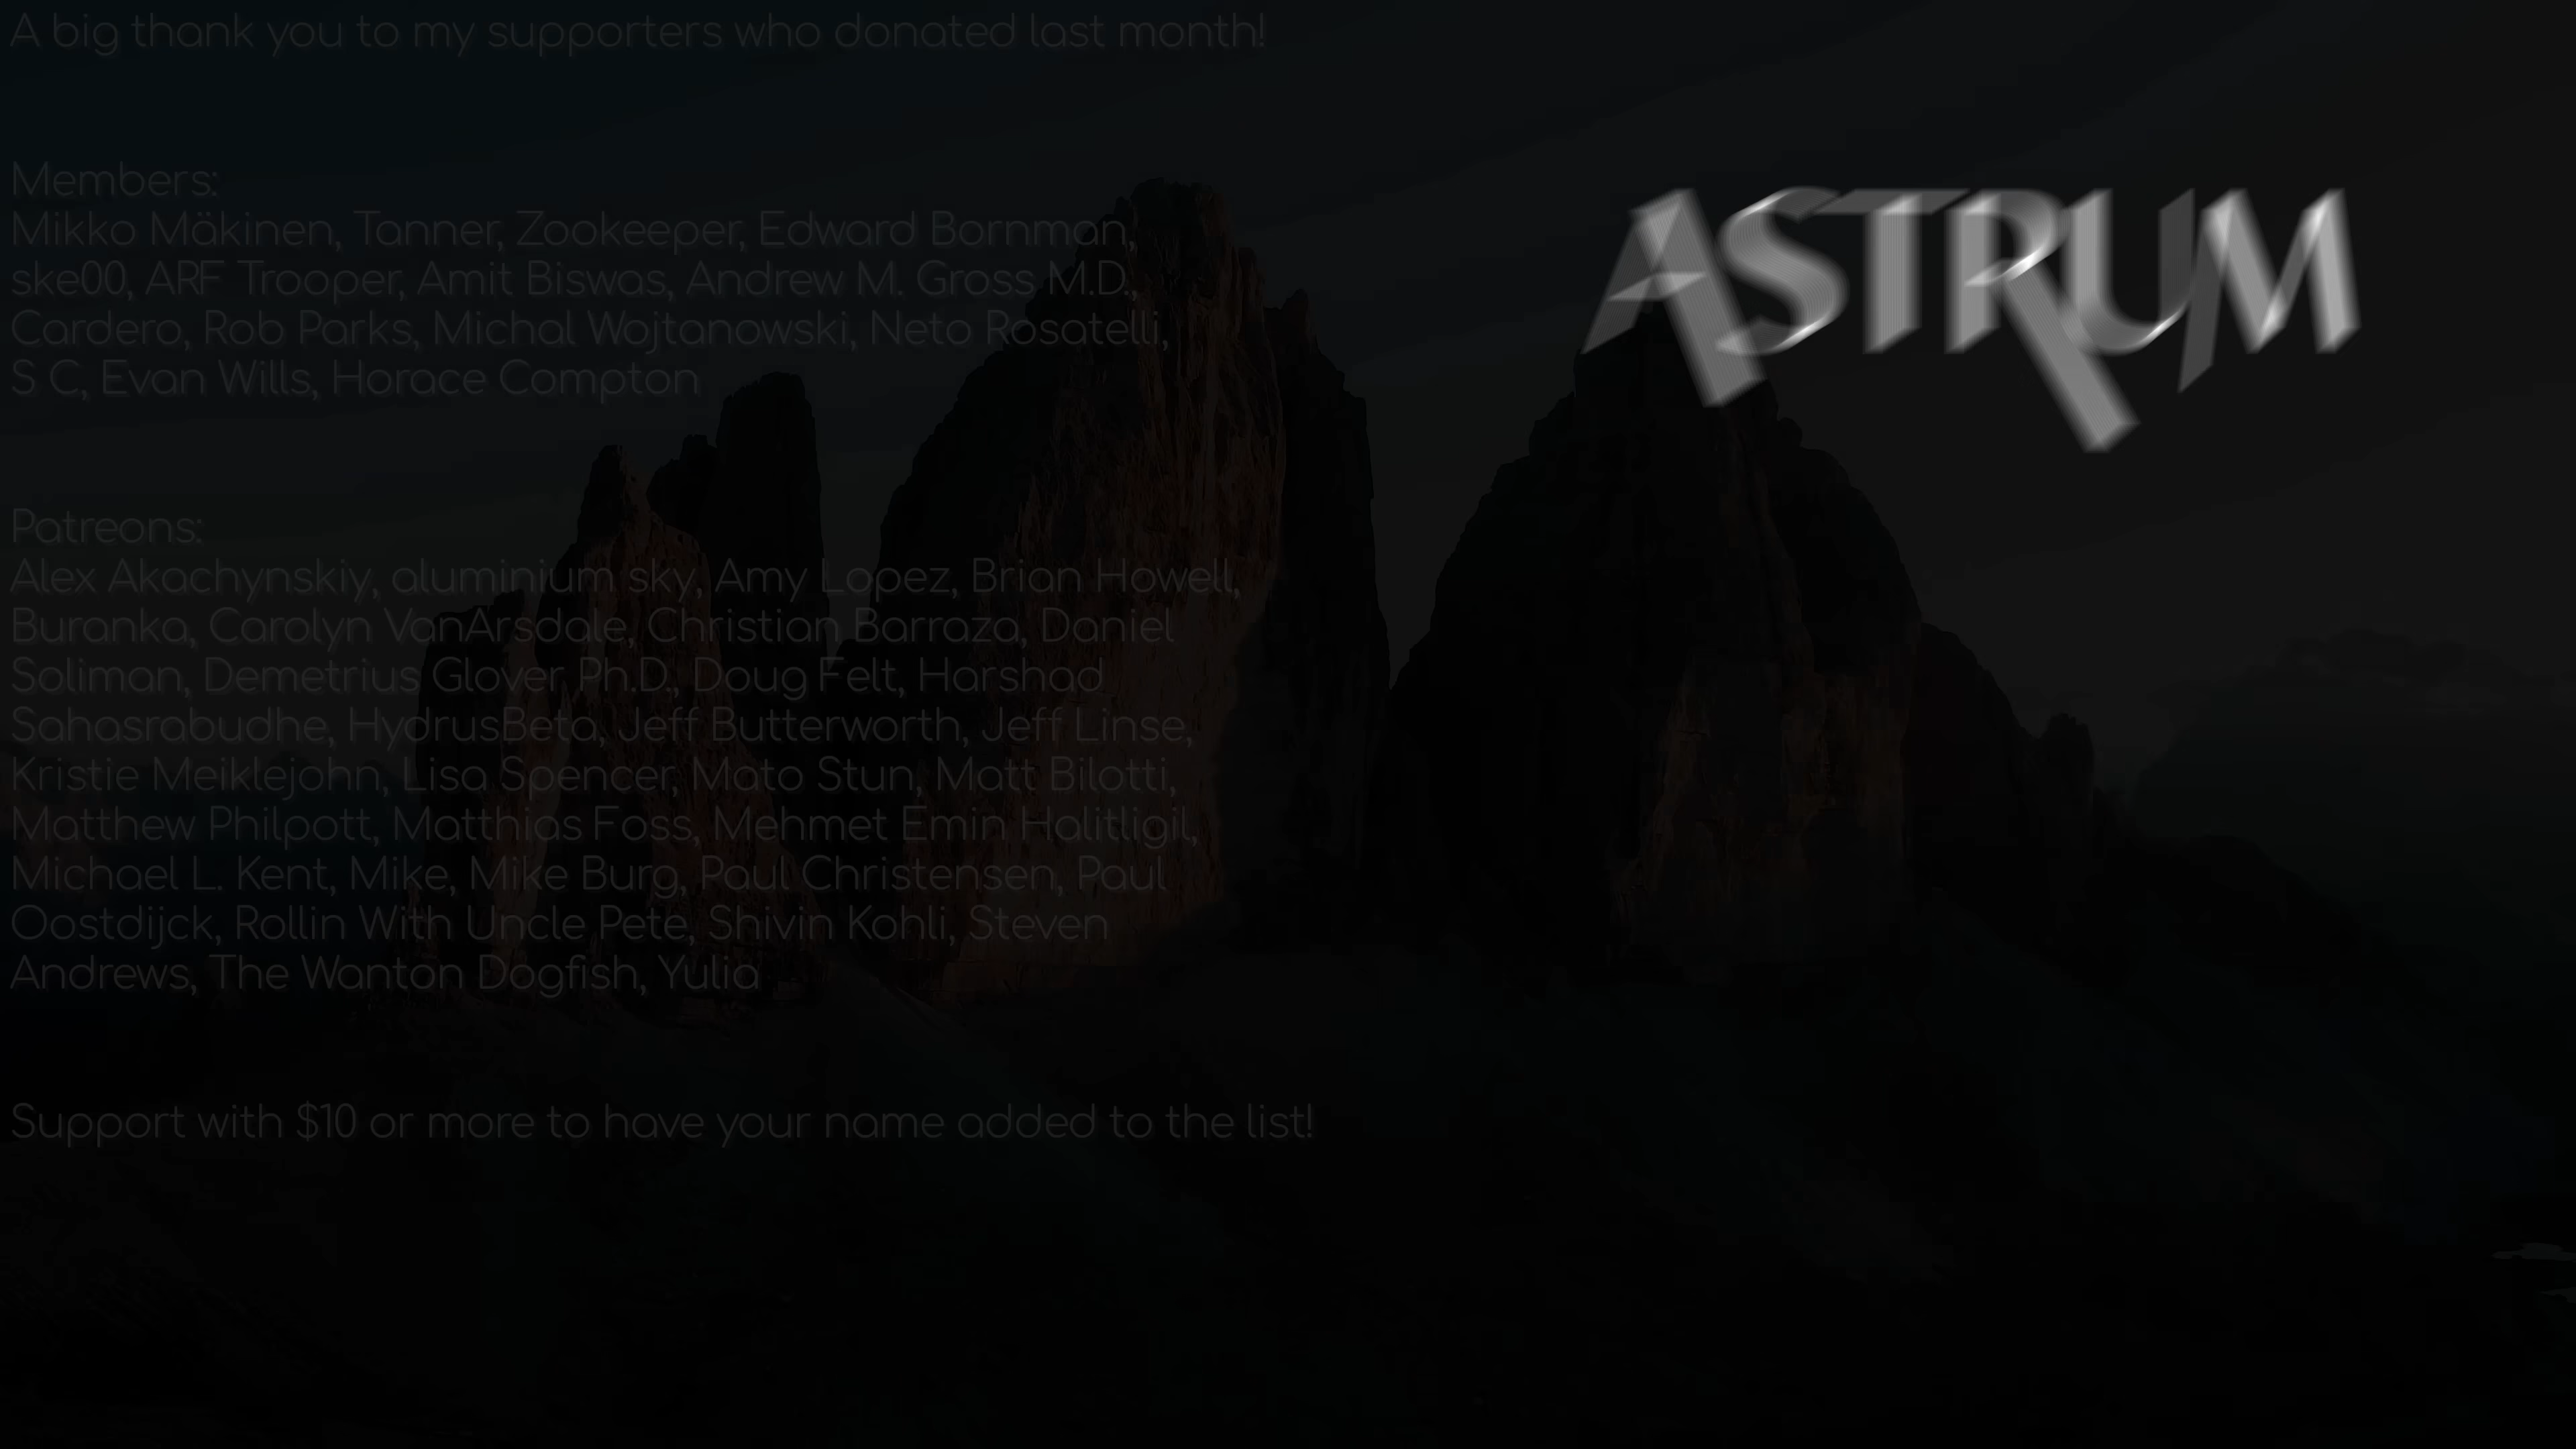 A big thank you to my supporters who donated last month!
Members:
Mikko Mäkinen, Tanner, Zookeeper, Edward Bornman,
ske00, ARF Trooper, Amit Biswas, Andrew M. Gross M.D.,
Cardero, Rob Parks, Michal Wojtanowski, Neto Rosatelli,
S C, Evan Wills, Horace Compton
Patreons:
Alex Akachynskiy, aluminium sky, Amy Lopez, Brian Howell,
Buranka, Carolyn VanArsdale, Christian Barraza, Daniel
Soliman, Demetrius Glover Ph.D., Doug Felt, Harshad
Sahasrabudhe, HydrusBeta, Jeff Butterworth, Jeff Linse,
Kristie Meiklejohn, Lisa Spencer, Mato Stun, Matt Bilotti,
Matthew Philpott, Matthias Foss, Mehmet Emin Halitligil,
Michael L. Kent, Mike, Mike Burg, Paul Christensen, Paul
Oostdijck, Rollin With Uncle Pete, Shivin Kohli, Steven
Andrews, The Wanton Dogfish, Yulia
Support with $10 or more to have your name added to the list!
ASTRUM